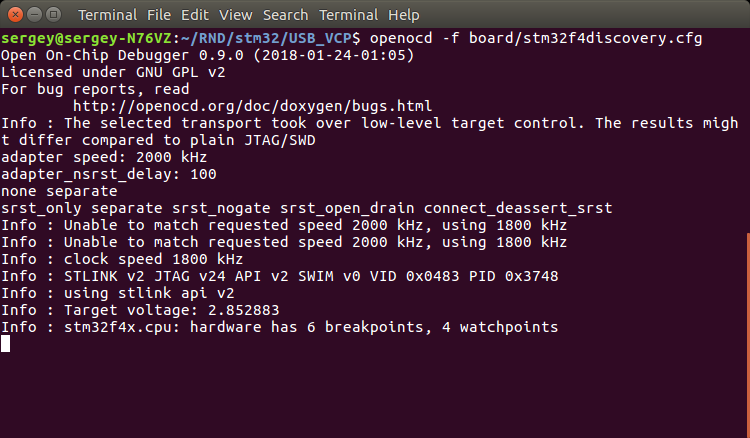 Terminal File Edit View Search Terminal Help
sergey@sergey-N76VZ:~/RND/stm32/USB_VCP$ openocd -f board/stm32f4discovery.cfg
Open On-Chip Debugger 0.9.0 (2018-01-24-01:05)
Licensed under GNU GPL v2
For bug reports, read
        http://openocd.org/doc/doxygen/bugs.html
Info : The selected transport took over low-level target control. The results migh
t differ compared to plain JTAG/SWD
adapter speed: 2000 kHz
adapter_nsrst_delay: 100
none separate
srst_only separate srst_nogate srst_open_drain connect_deassert_srst
Info : Unable to match requested speed 2000 kHz, using 1800 kHz
Info : Unable to match requested speed 2000 kHz, using 1800 kHz
Info : clock speed 1800 kHz
Info : STLINK v2 JTAG v24 API v2 SWIM v0 VID 0x0483 PID 0x3748
Info : using stlink api v2
Info : Target voltage: 2.852883
Info : stm32f4x.cpu: hardware has 6 breakpoints, 4 watchpoints